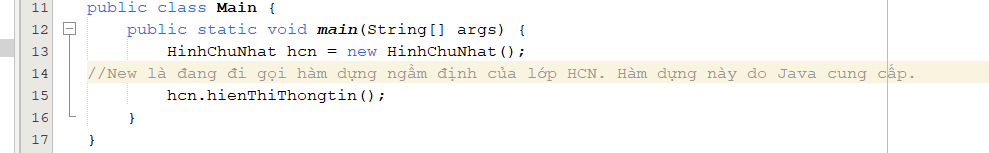 11 public class Main {
12 public static void main(String[] args) {
13 HinhChuNhat hcn = new HinhChuNhat();
14 //New là đang đi gọi hàm dựng ngầm định của lớp HCN. Hàm dựng này do Java cung cấp.
15 hcn.hienThiThongtin();
16 }
17 }